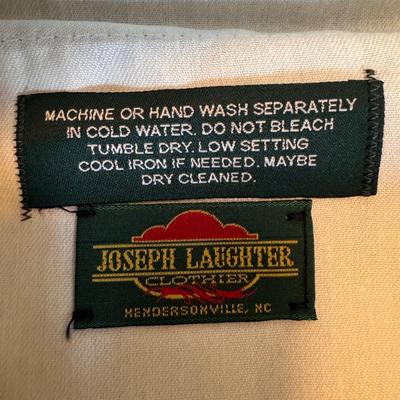 MACHINE OR HAND WASH SEPARATELY
IN COLD WATER. DO NOT BLEACH
TUMBLE DRY. LOW SETTING
COOL IRON IF NEEDED. MAYBE
DRY CLEANED.
JOSEPH LAUGHTER
CLOTHIER
HENDERSONVILLE, NC